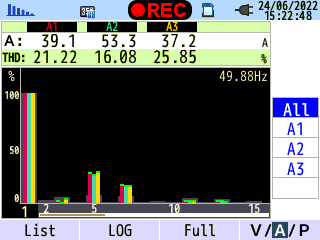 REC 24/06/2022
15:22:48
A1 A2 A3
A: 39.1 53.3 37.2 A
THD: 21.22 16.08 25.85 %
% 49.88Hz
100
50
0
1 2 5 10 15
All
A1
A2
A3
List LOG Full V/A/P